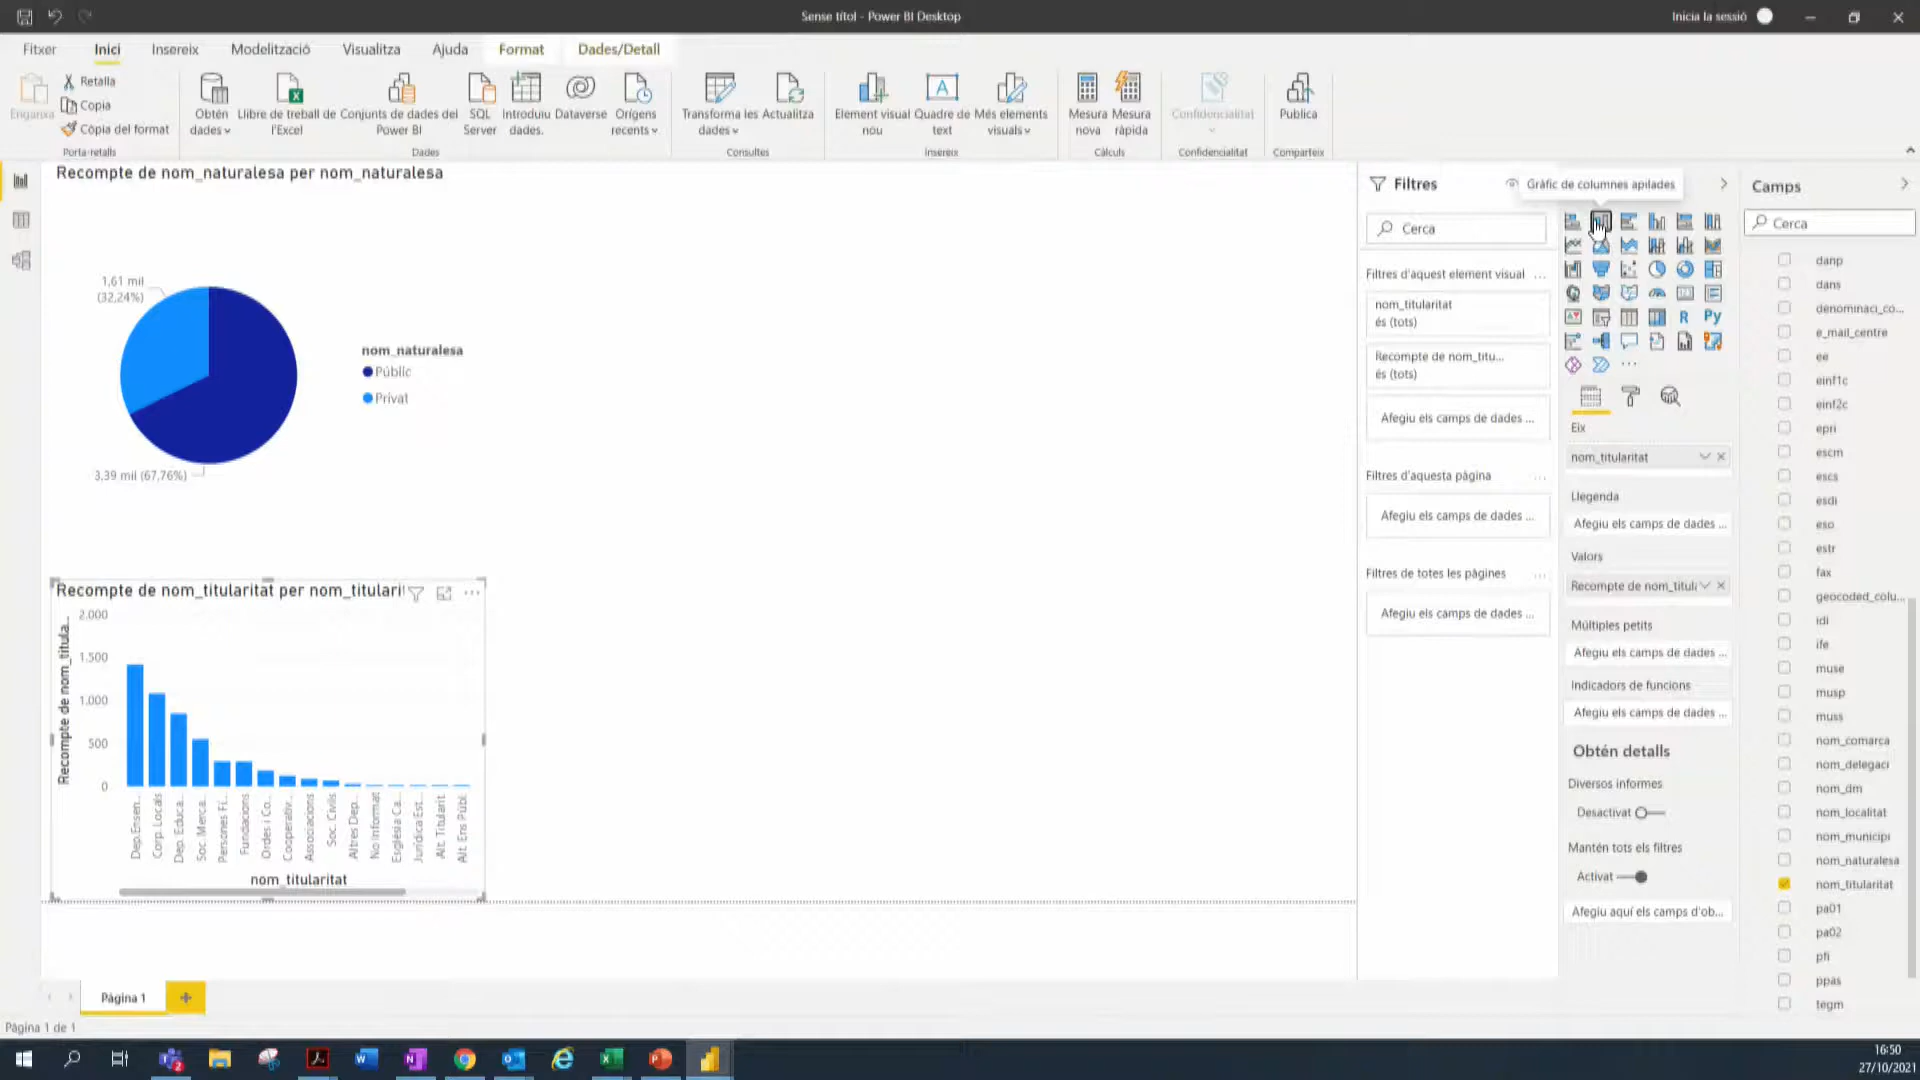 Sense títol - Power BI Desktop
Inicia la sessió
Fitxer
Inici
Insereix
Modelització
Visualitza
Ajuda
Format
Dades/Detall
Enganxa
Retalla
Copia
Còpia del format
Porta-retalls
Obtén dades
Llibre de treball de l'Excel
Conjunts de dades del Power BI
SQL Server
Introduïu dades.
Dataverse
Orígens recents
Dades
Transforma les dades
Actualitza
Consultes
Element visual nou
Quadre de text
Més elements visuals
Insereix
Mesura nova
Mesura ràpida
Càlculs
Confidencialitat
Confidencialitat
Publica
Comparteix
Recompte de nom_naturalesa per nom_naturalesa
1,61 mil
(32,24%)
3,39 mil (67,76%)
nom_naturalesa
Públic
Privat
Recompte de nom_titularitat per nom_titularit
Recompte de nom_titula...
2.000
1.500
1.000
500
0
Dep.Ensen...
Corp. Locals
Dep. Educa...
Soc. Merca...
Persones Fí...
Fundacions
Ordes i Co...
Cooperativ...
Associacions
Soc. Civils
Altres Dep...
No Informat
Església Ca...
Jurídica Est...
Alt. Titularit.
Alt. Ens Públ.
nom_titularitat
Pàgina 1
Pàgina 1 de 1
Filtres
Cerca
Filtres d'aquest element visual
...
nom_titularitat
és (tots)
Recompte de nom_titu...
és (tots)
Afegiu els camps de dades ...
Filtres d'aquesta pàgina
...
Afegiu els camps de dades ...
Filtres de totes les pàgines
...
Afegiu els camps de dades ...
Gràfic de columnes apilades
R
Py
...
Eix
nom_titularitat
Llegenda
Afegiu els camps de dades ...
Valors
Recompte de nom_titula
Múltiples petits
Afegiu els camps de dades ...
Indicadors de funcions
Afegiu els camps de dades ...
Obtén detalls
Diversos informes
Desactivat
Mantén tots els filtres
Activat
Afegiu aquí els camps d'ob...
Camps
Cerca
danp
dans
denominaci_co...
e_mail_centre
ee
einf1c
einf2c
epri
escm
escs
esdi
eso
estr
fax
geocoded_colu...
idi
ife
muse
musp
muss
nom_comarca
nom_delegaci
nom_dm
nom_localitat
nom_municipi
nom_naturalesa
nom_titularitat
pa01
pa02
pfi
ppas
tegm
16:50
27/10/2021